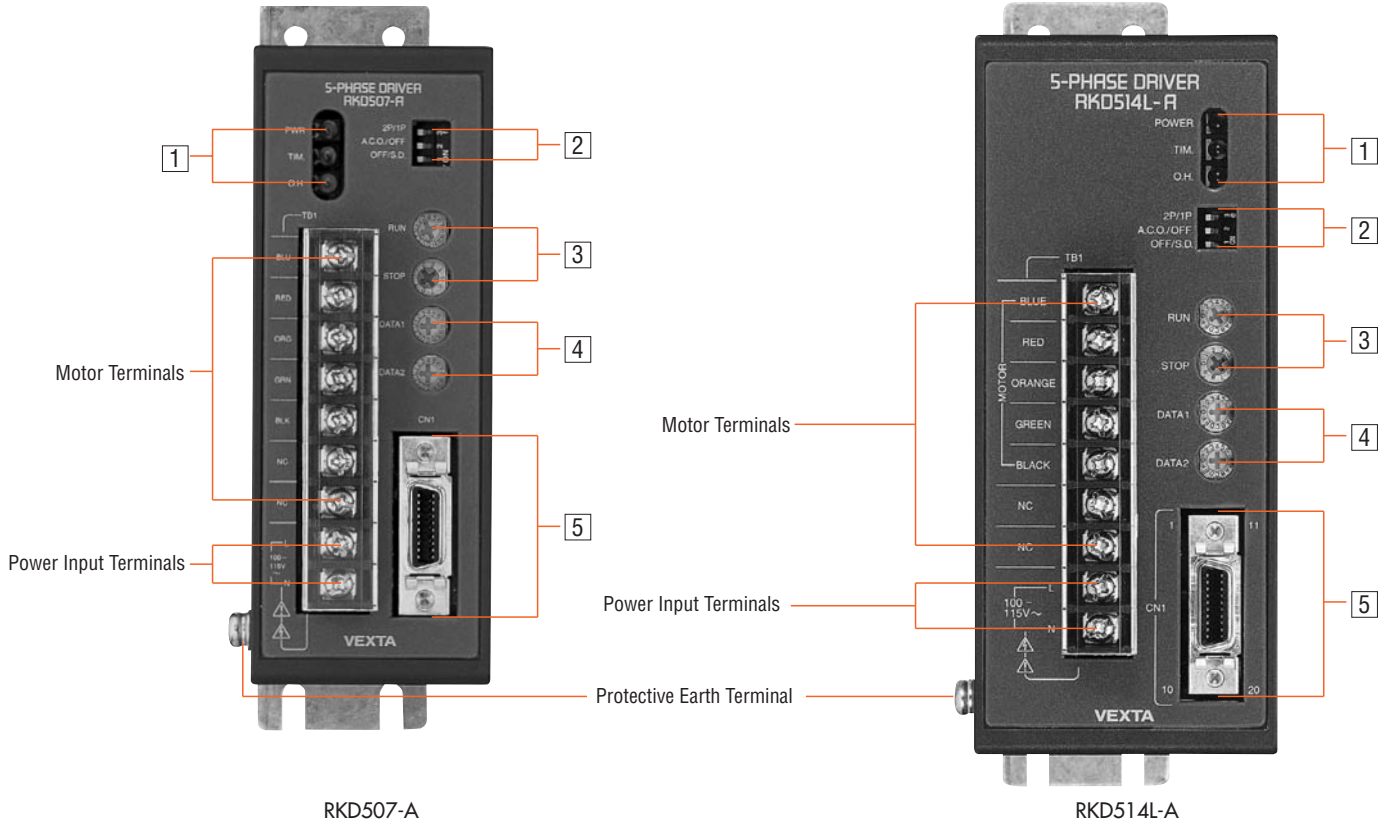 5-PHASE DRIVER
RKD507-A
PWR
TIM.
O.H.
1
2P/1P
A.C.O./OFF
OFF/S.D.
2
TB1
RUN
STOP
3
DATA1
DATA2
4
BLU
RED
ORG
GRN
BLK
NC
NC
Motor Terminals
CN1
5
L
100-
115V~
N
Power Input Terminals
VEXTA
Protective Earth Terminal
RKD507-A
5-PHASE DRIVER
RKD514L-A
POWER
TIM.
O.H.
1
2P/1P
A.C.O./OFF
OFF/S.D.
2
TB1
RUN
STOP
3
DATA1
DATA2
4
MOTOR
BLUE
RED
ORANGE
GREEN
BLACK
NC
NC
Motor Terminals
L
100-
115V~
N
Power Input Terminals
1 11
CN1
10 20
5
VEXTA
RKD514L-A